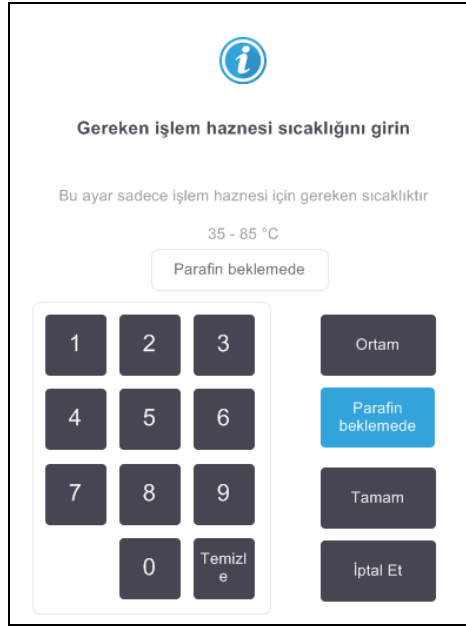 i
Gereken işlem haznesi sıcaklığını girin
Bu ayar sadece işlem haznesi için gereken sıcaklıktır
35 - 85 °C
Parafin beklemede
1 2 3
4 5 6
7 8 9
0 Temizl
e
Ortam
Parafin
beklemede
Tamam
İptal Et